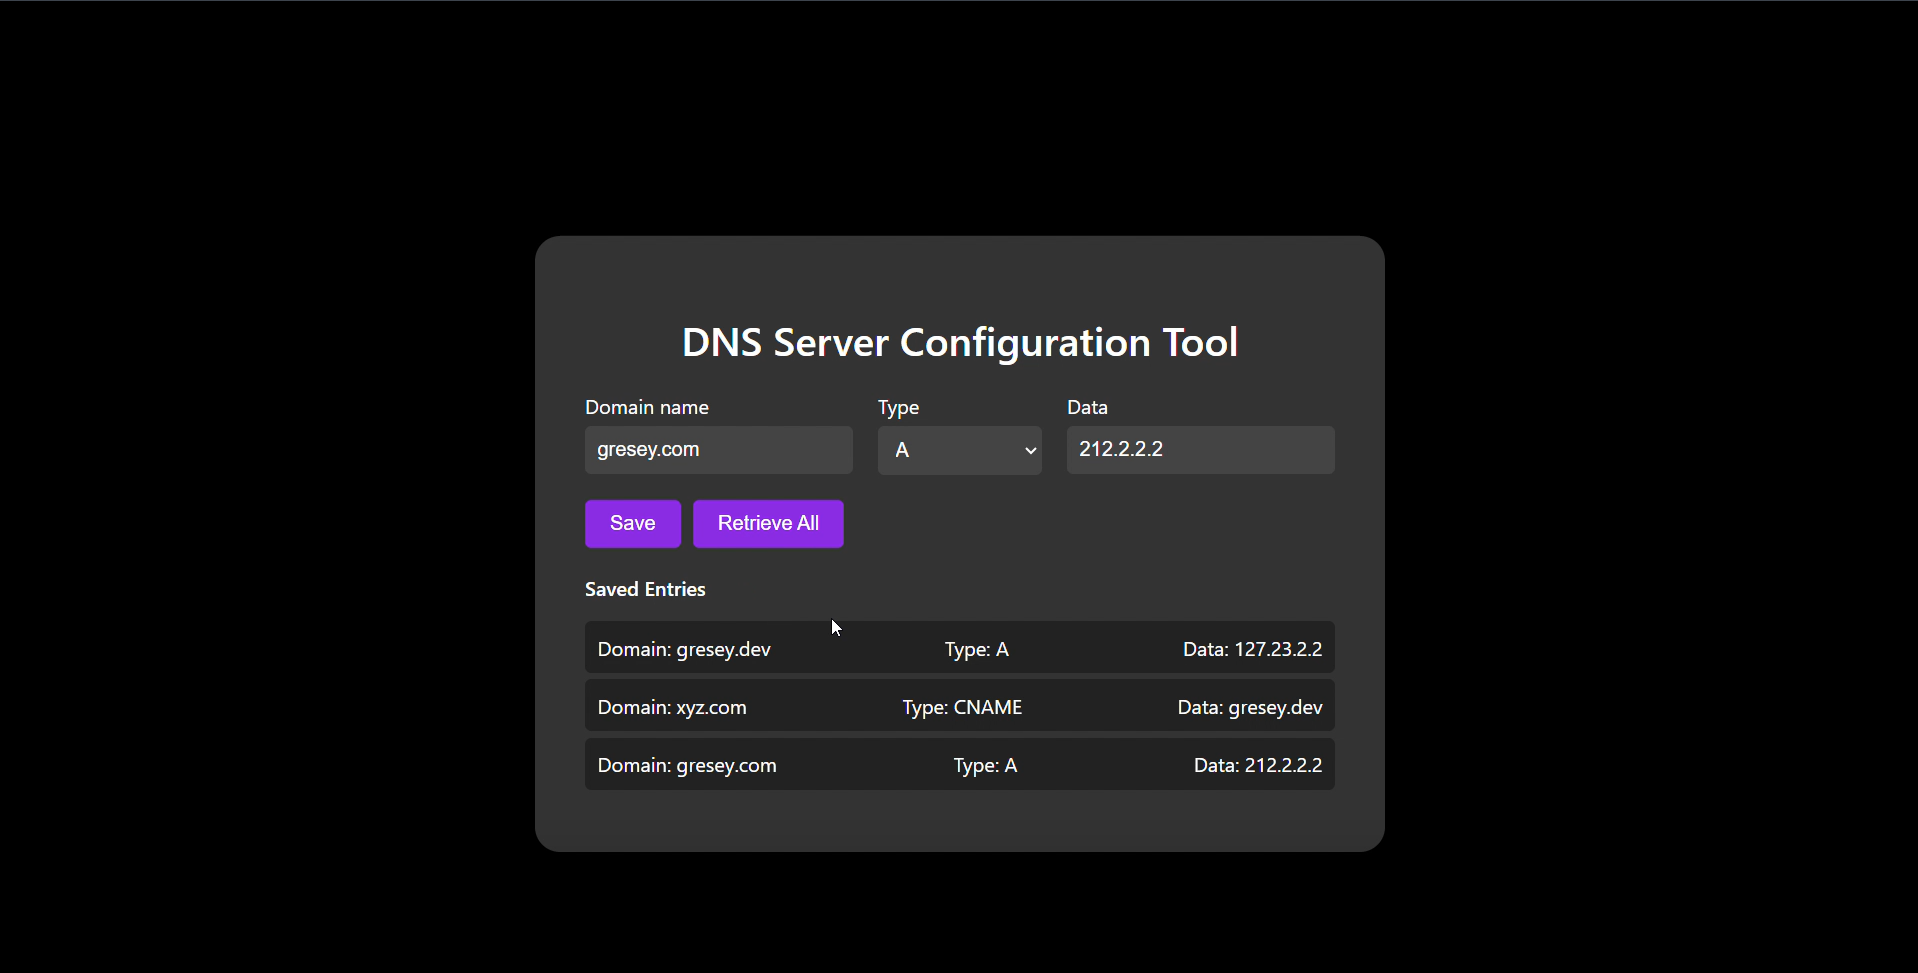 DNS Server Configuration Tool
Domain name Type Data
gresey.com A 212.2.2.2
Save Retrieve All
Saved Entries
Domain: gresey.dev Type: A Data: 127.23.2.2
Domain: xyz.com Type: CNAME Data: gresey.dev
Domain: gresey.com Type: A Data: 212.2.2.2